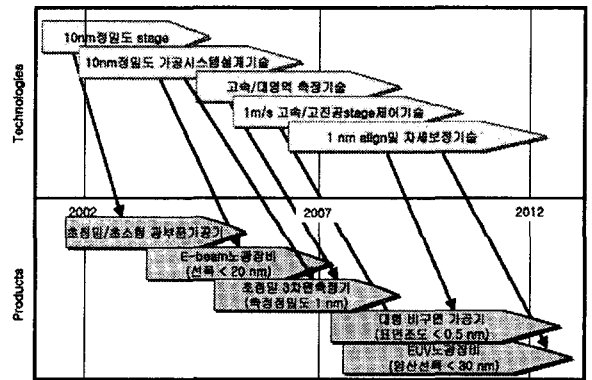 Technologies
10nm정밀도 stage
10nm정밀도 가공시스템설계기술
고속/대영역 측정기술
1m/s 고속/고진공stage제어기술
1 nm align및 자세보정기술
2002
2007
2012
Products
초정밀/초소형 광부품가공기
E-beam노광장비
(선폭 < 20 nm)
초정밀 3차원측정기
(측정정밀도 1 nm)
대형 비구면 가공기
(표면조도 < 0.5 nm)
EUV노광장비
(양산선폭 < 30 nm)